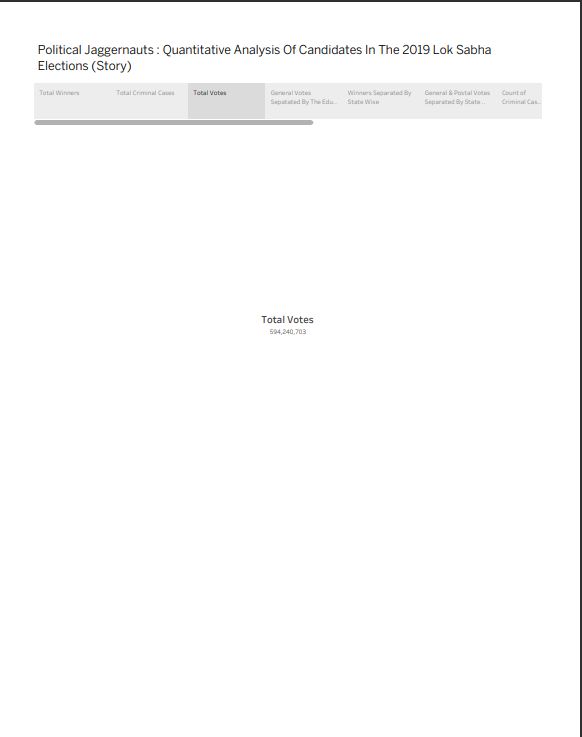 Political Jaggernauts : Quantitative Analysis Of Candidates In The 2019 Lok Sabha
Elections (Story)
Total Winners
Total Criminal Cases
Total Votes
General Votes
Sepatated By The Edu...
Winners Separated By
State Wise
General & Postal Votes
Separated By State ...
Count of
Criminal Cas..
Total Votes
594,240,703